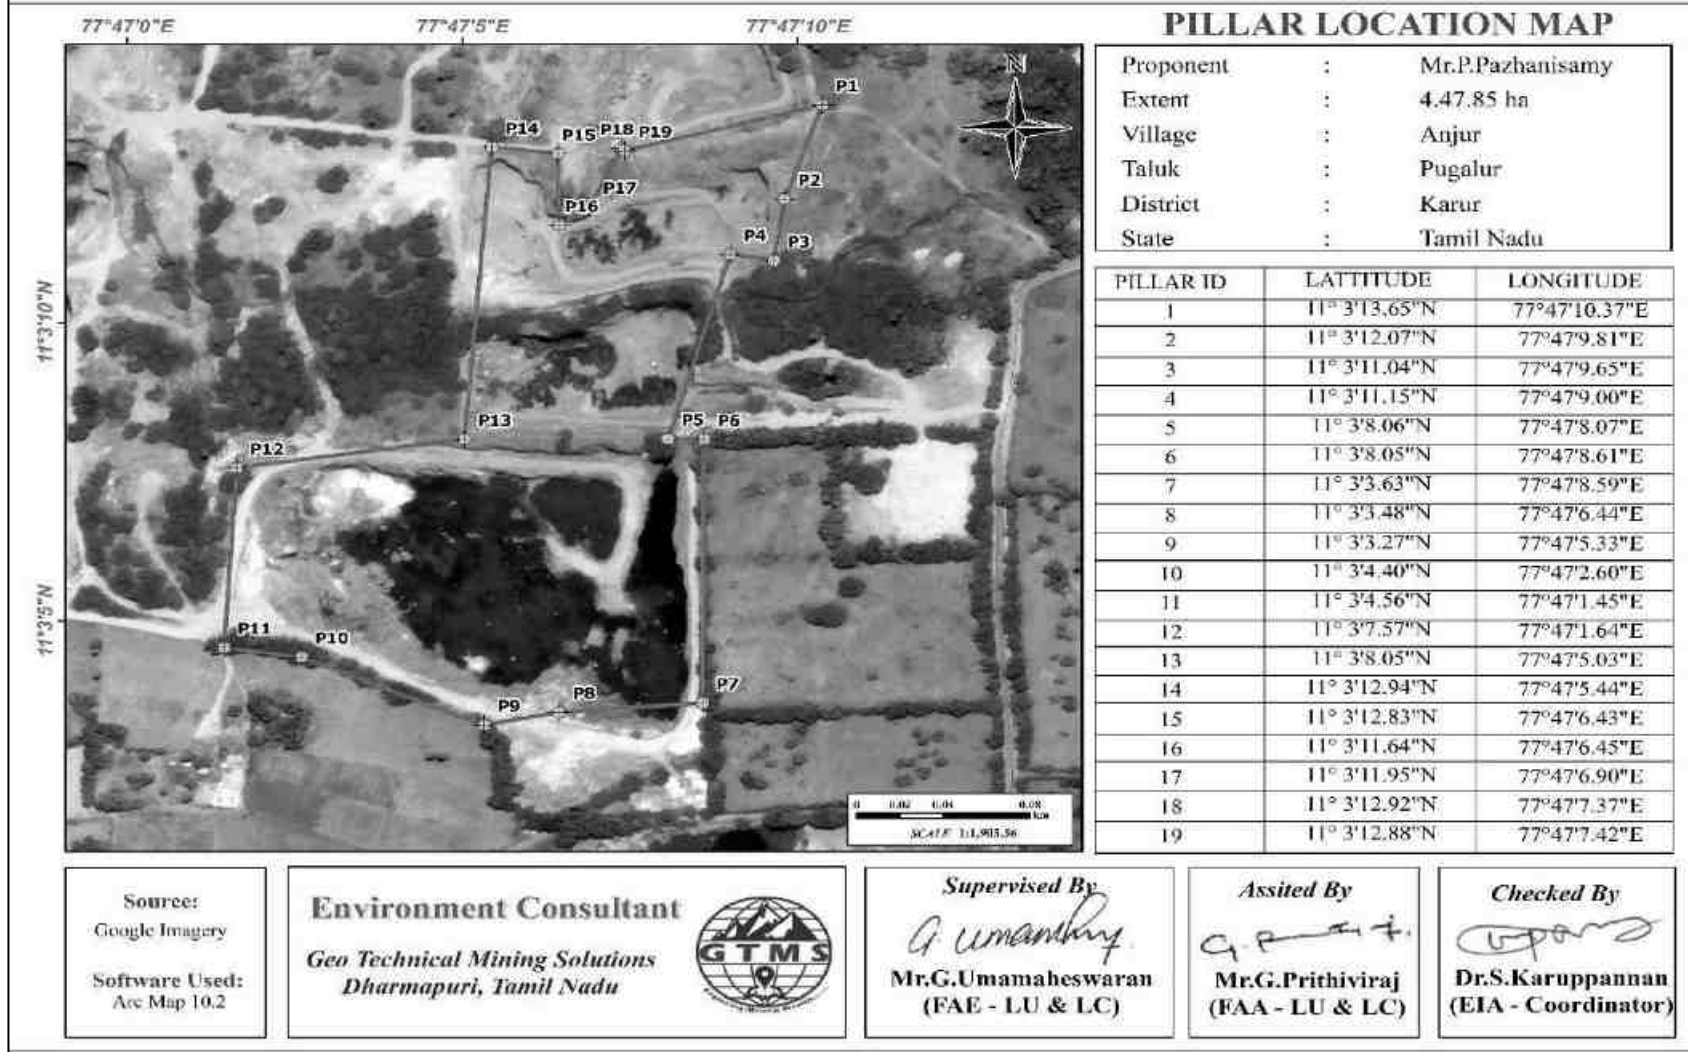 77°47'0"E 77°47'5"E 77°47'10"E
11°3'10"N
11°3'5"N
N
P1
P14 P15 P18 P19
P17
P2
P16
P4 P3
P13 P5 P6
P12
P11 P10
P9 P8 P7
0 0.02 0.04 0.08
km
SCALE 1:1,905.56
PILLAR LOCATION MAP
Proponent : Mr.P.Pazhanisamy
Extent : 4.47.85 ha
Village : Anjur
Taluk : Pugalur
District : Karur
State : Tamil Nadu
PILLAR ID LATTITUDE LONGITUDE
1 11° 3'13.65"N 77°47'10.37"E
2 11° 3'12.07"N 77°47'9.81"E
3 11° 3'11.04"N 77°47'9.65"E
4 11° 3'11.15"N 77°47'9.00"E
5 11° 3'8.06"N 77°47'8.07"E
6 11° 3'8.05"N 77°47'8.61"E
7 11° 3'3.63"N 77°47'8.59"E
8 11° 3'3.48"N 77°47'6.44"E
9 11° 3'3.27"N 77°47'5.33"E
10 11° 3'4.40"N 77°47'2.60"E
11 11° 3'4.56"N 77°47'1.45"E
12 11° 3'7.57"N 77°47'1.64"E
13 11° 3'8.05"N 77°47'5.03"E
14 11° 3'12.94"N 77°47'5.44"E
15 11° 3'12.83"N 77°47'6.43"E
16 11° 3'11.64"N 77°47'6.45"E
17 11° 3'11.95"N 77°47'6.90"E
18 11° 3'12.92"N 77°47'7.37"E
19 11° 3'12.88"N 77°47'7.42"E
Source:
Google Imagery
Software Used:
Arc Map 10.2
Environment Consultant
Geo Technical Mining Solutions
Dharmapuri, Tamil Nadu
GTMS
Supervised By
Mr.G.Umamaheswaran
(FAE - LU & LC)
Assited By
Mr.G.Prithiviraj
(FAA - LU & LC)
Checked By
Dr.S.Karuppannan
(EIA - Coordinator)